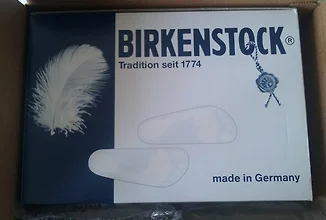 BIRKENSTOCK®
Tradition seit 1774
made in Germany